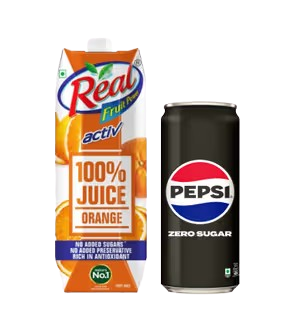 Real
Fruit Power
activ
100%
JUICE
ORANGE
NO ADDED SUGARS
NO ADDED PRESERVATIVE
RICH IN ANTIOXIDANT
No.1
PEPSI
ZERO SUGAR